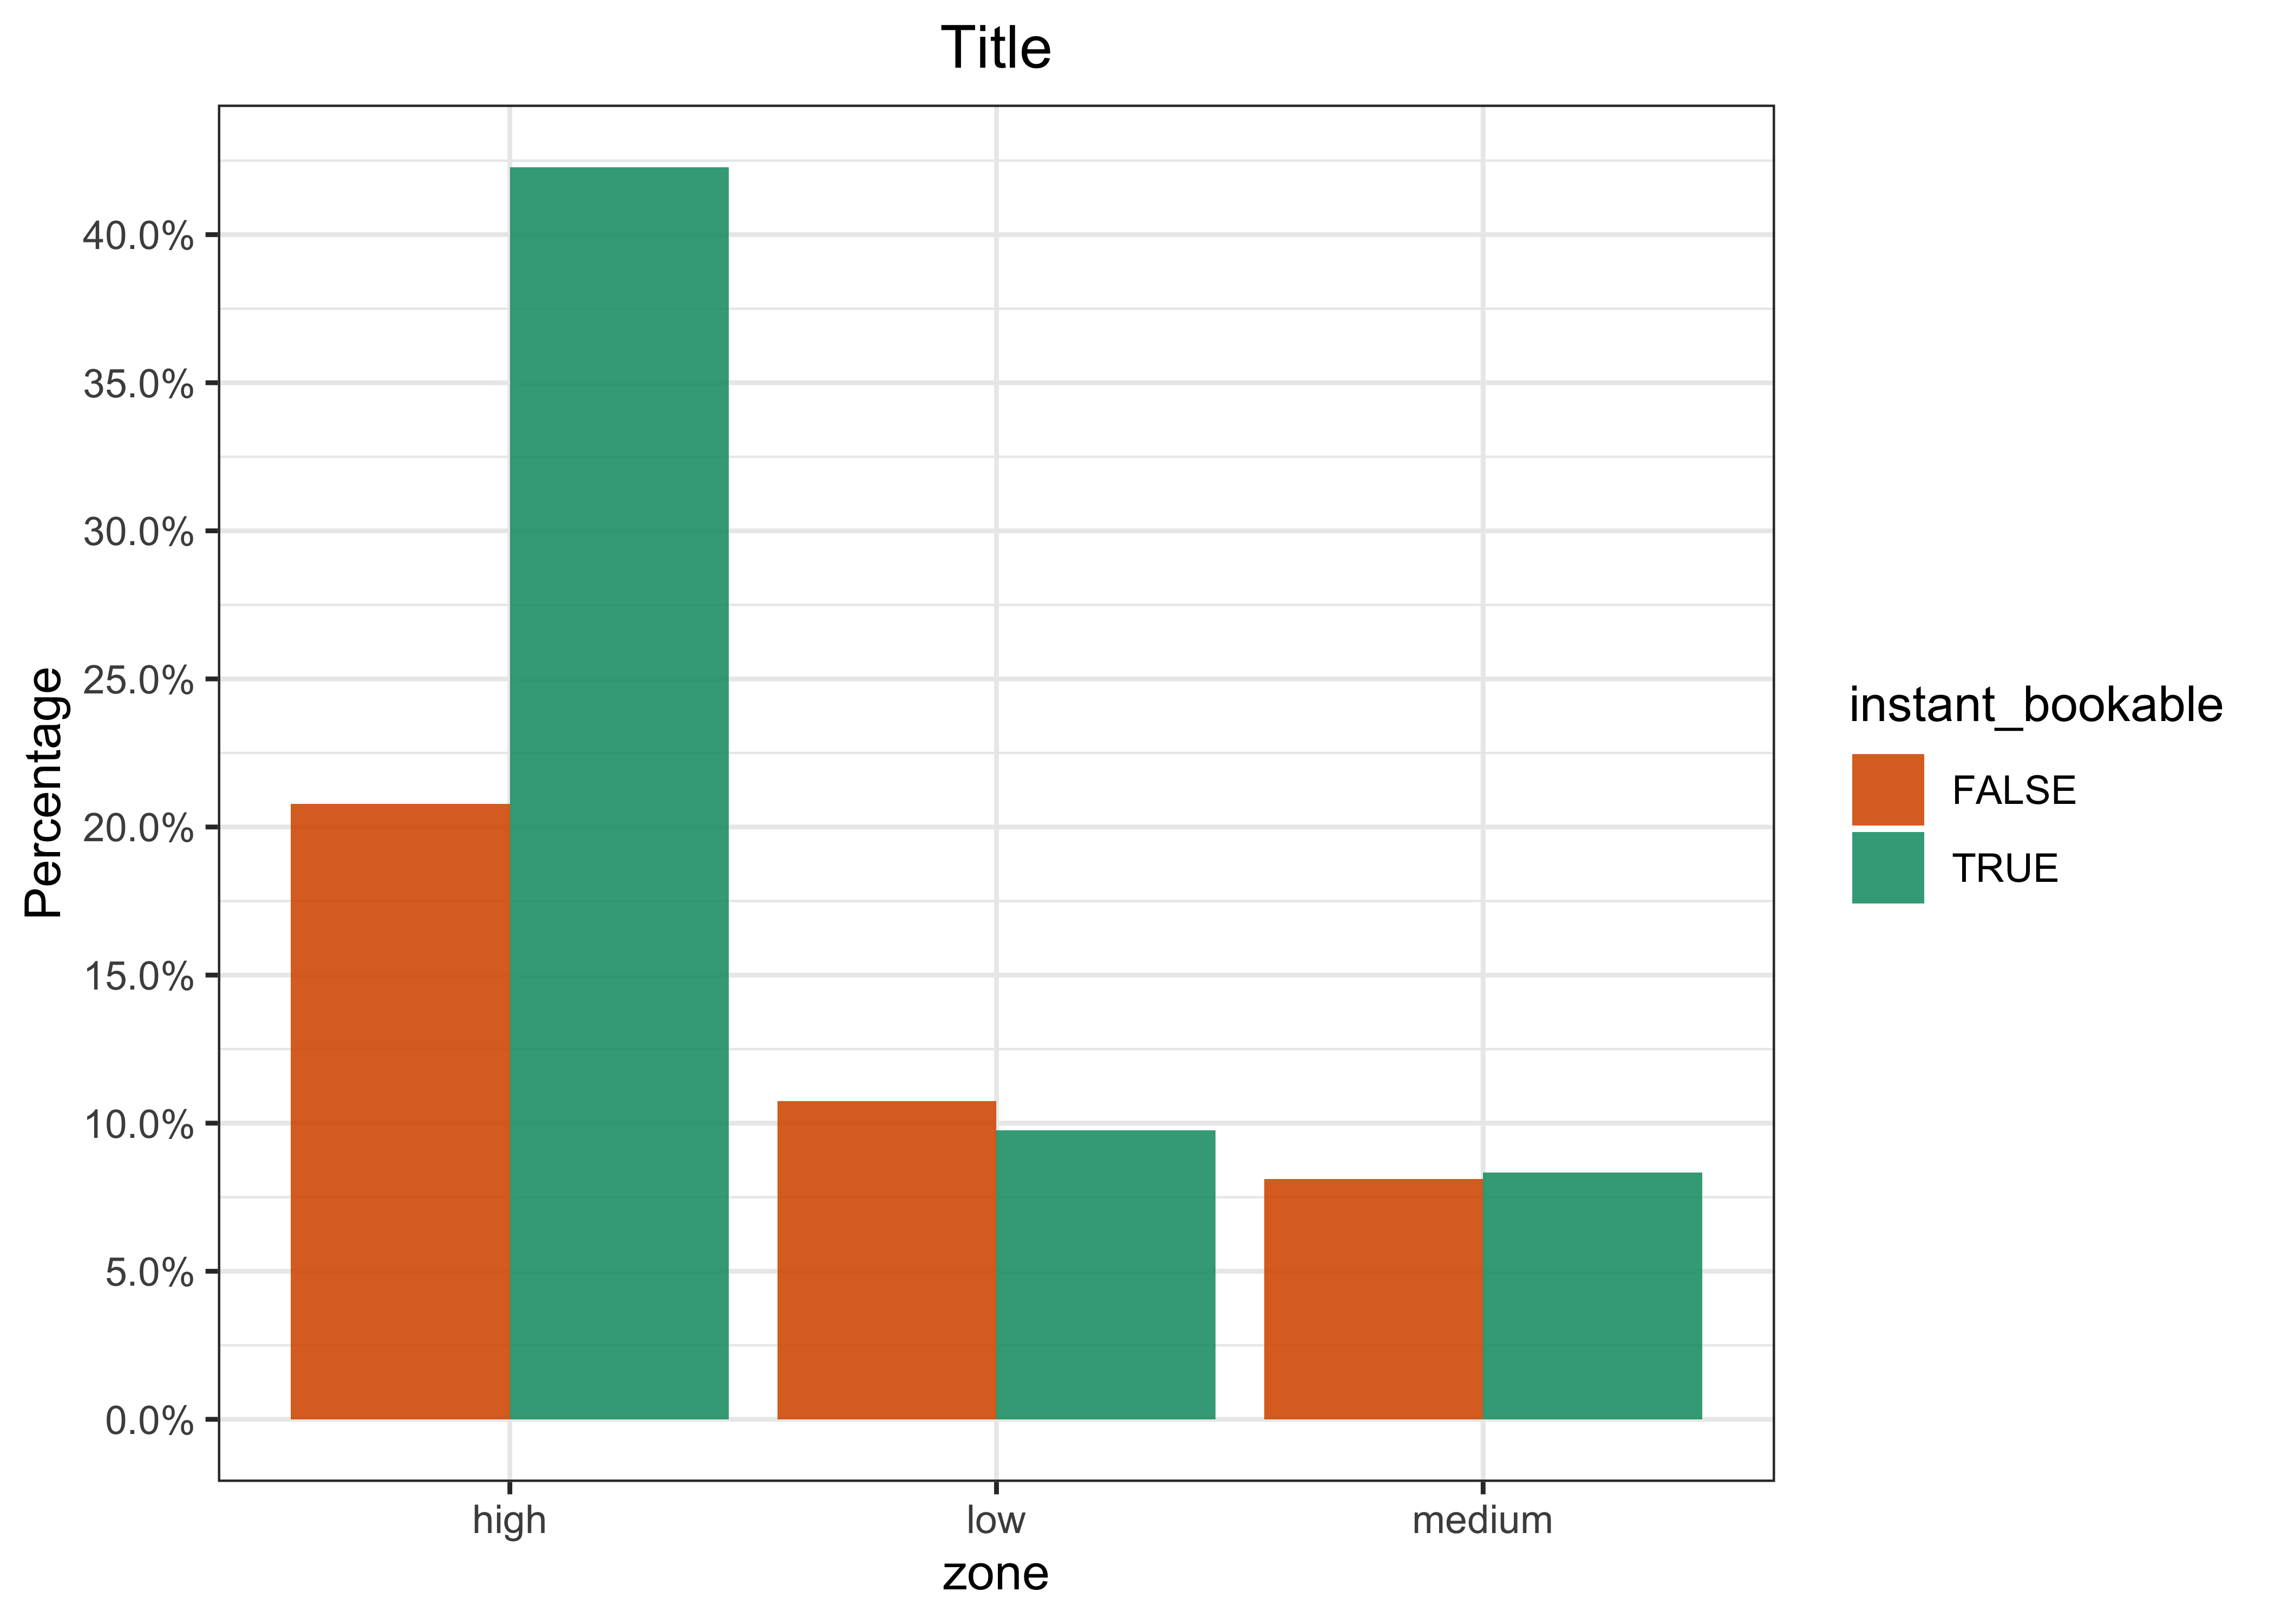 Title
Percentage
40.0%
35.0%
30.0%
25.0%
20.0%
15.0%
10.0%
5.0%
0.0%
high
low
medium
zone
instant_bookable
FALSE
TRUE